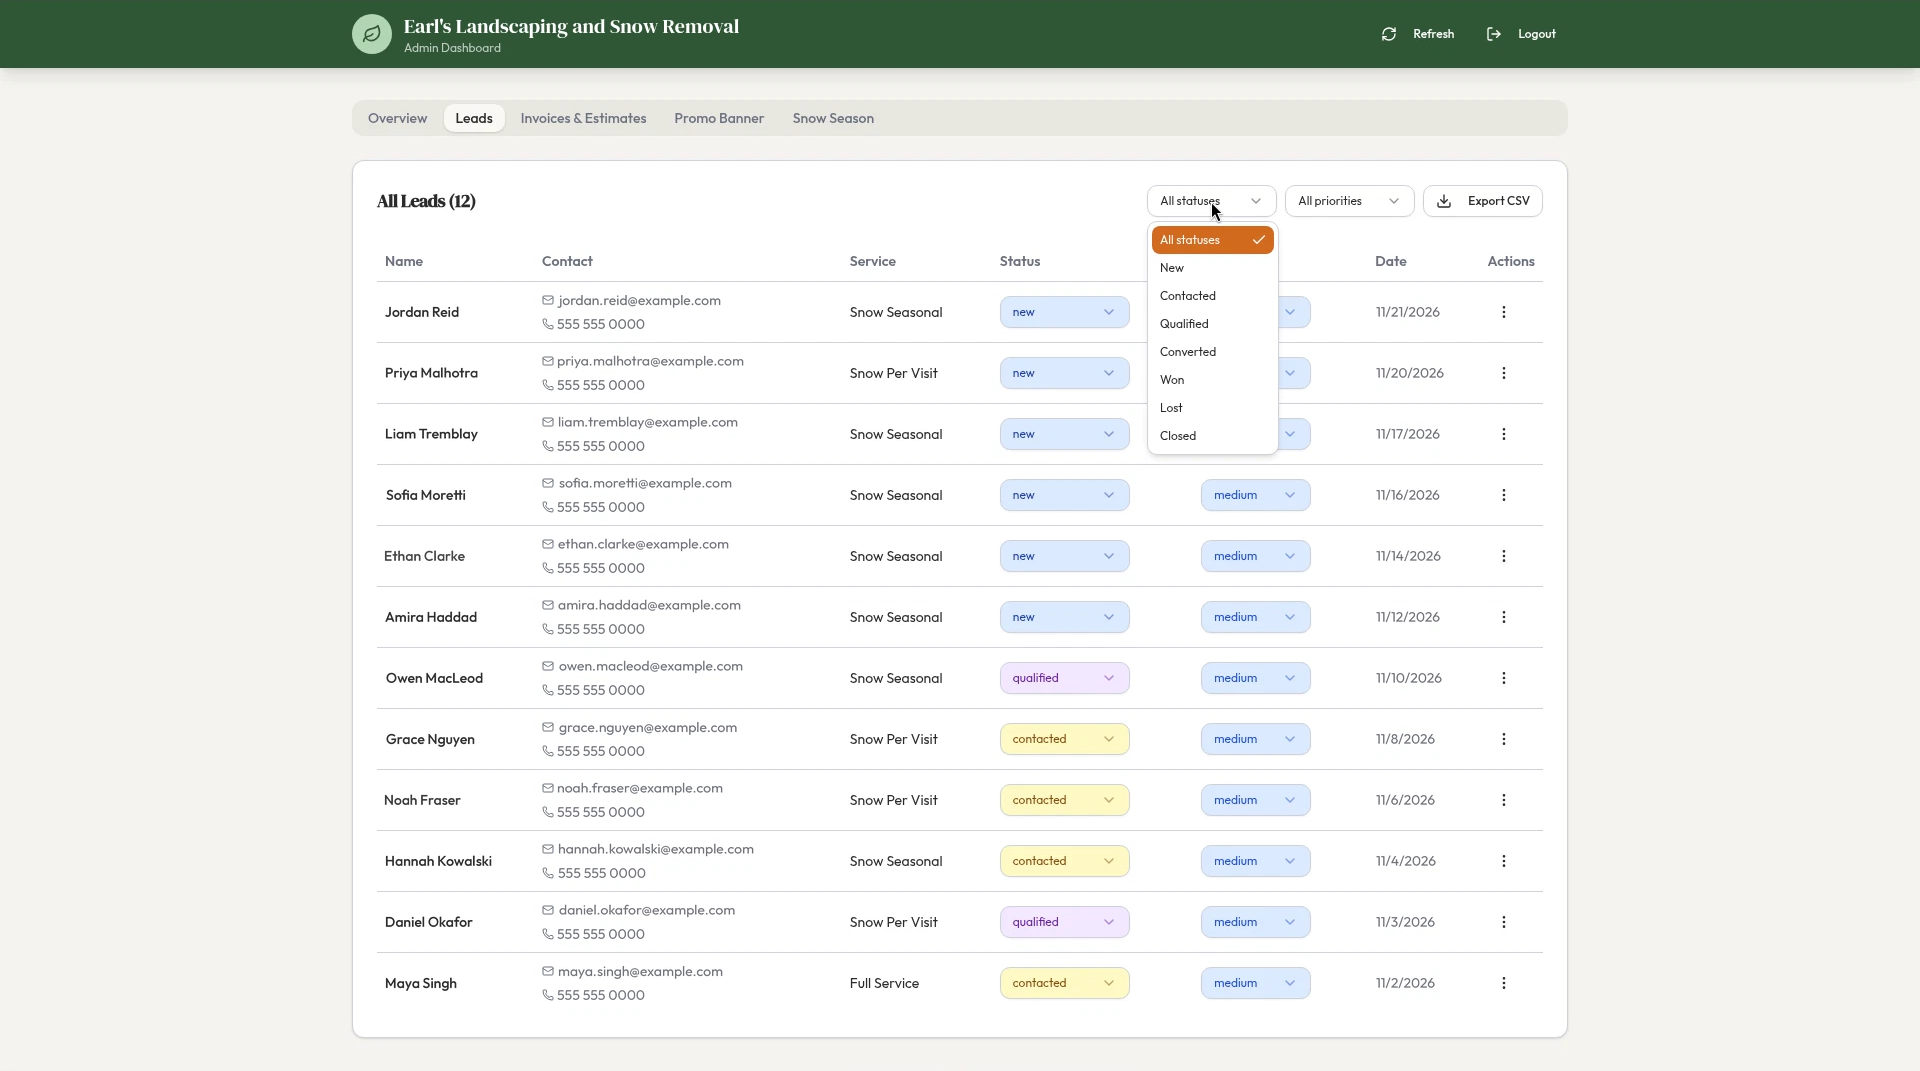 Earl's Landscaping and Snow Removal
Admin Dashboard
Refresh
Logout
Overview
Leads
Invoices & Estimates
Promo Banner
Snow Season
All Leads (12)
All statuses
All priorities
Export CSV
All statuses
New
Contacted
Qualified
Converted
Won
Lost
Closed
Name Contact Service Status Date Actions
Jordan Reid
jordan.reid@example.com
555 555 0000
Snow Seasonal
new
11/21/2026
Priya Malhotra
priya.malhotra@example.com
555 555 0000
Snow Per Visit
new
11/20/2026
Liam Tremblay
liam.tremblay@example.com
555 555 0000
Snow Seasonal
new
11/17/2026
Sofia Moretti
sofia.moretti@example.com
555 555 0000
Snow Seasonal
new
medium
11/16/2026
Ethan Clarke
ethan.clarke@example.com
555 555 0000
Snow Seasonal
new
medium
11/14/2026
Amira Haddad
amira.haddad@example.com
555 555 0000
Snow Seasonal
new
medium
11/12/2026
Owen MacLeod
owen.macleod@example.com
555 555 0000
Snow Seasonal
qualified
medium
11/10/2026
Grace Nguyen
grace.nguyen@example.com
555 555 0000
Snow Per Visit
contacted
medium
11/8/2026
Noah Fraser
noah.fraser@example.com
555 555 0000
Snow Per Visit
contacted
medium
11/6/2026
Hannah Kowalski
hannah.kowalski@example.com
555 555 0000
Snow Seasonal
contacted
medium
11/4/2026
Daniel Okafor
daniel.okafor@example.com
555 555 0000
Snow Per Visit
qualified
medium
11/3/2026
Maya Singh
maya.singh@example.com
555 555 0000
Full Service
contacted
medium
11/2/2026